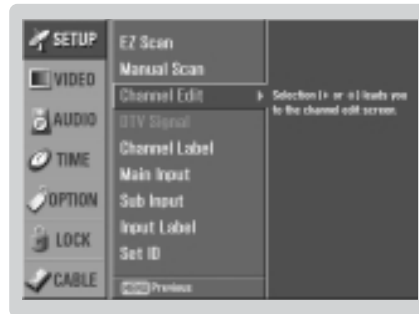 SETUP
VIDEO
AUDIO
TIME
OPTION
LOCK
CABLE
EZ Scan
Manual Scan
Channel Edit
DTV Signal
Channel Label
Main Input
Sub Input
Input Label
Set ID
MENU Previous
Selection (▶ or ⊙) leads you
to the channel edit screen.